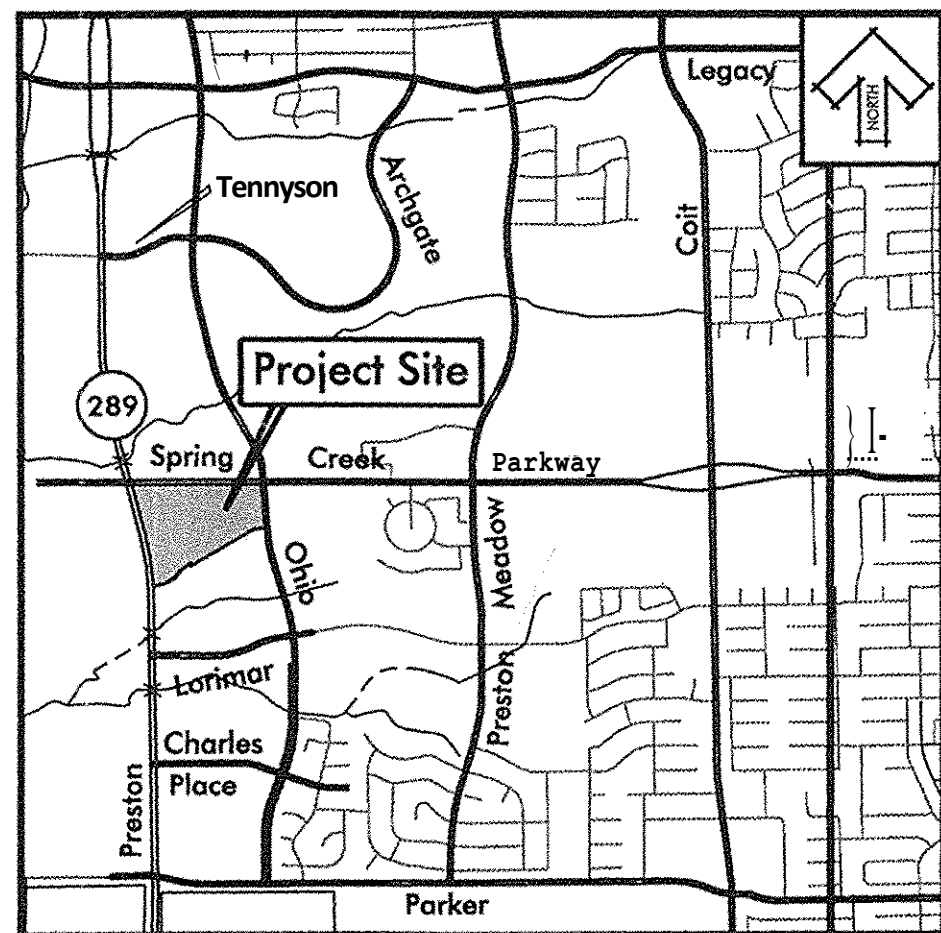 Legacy
NORTH
Tennyson
Archgate
Coit
Project Site
289
Spring Creek Parkway
Ohio
Preston Meadow
Lorimar
Charles
Place
Preston
Parker